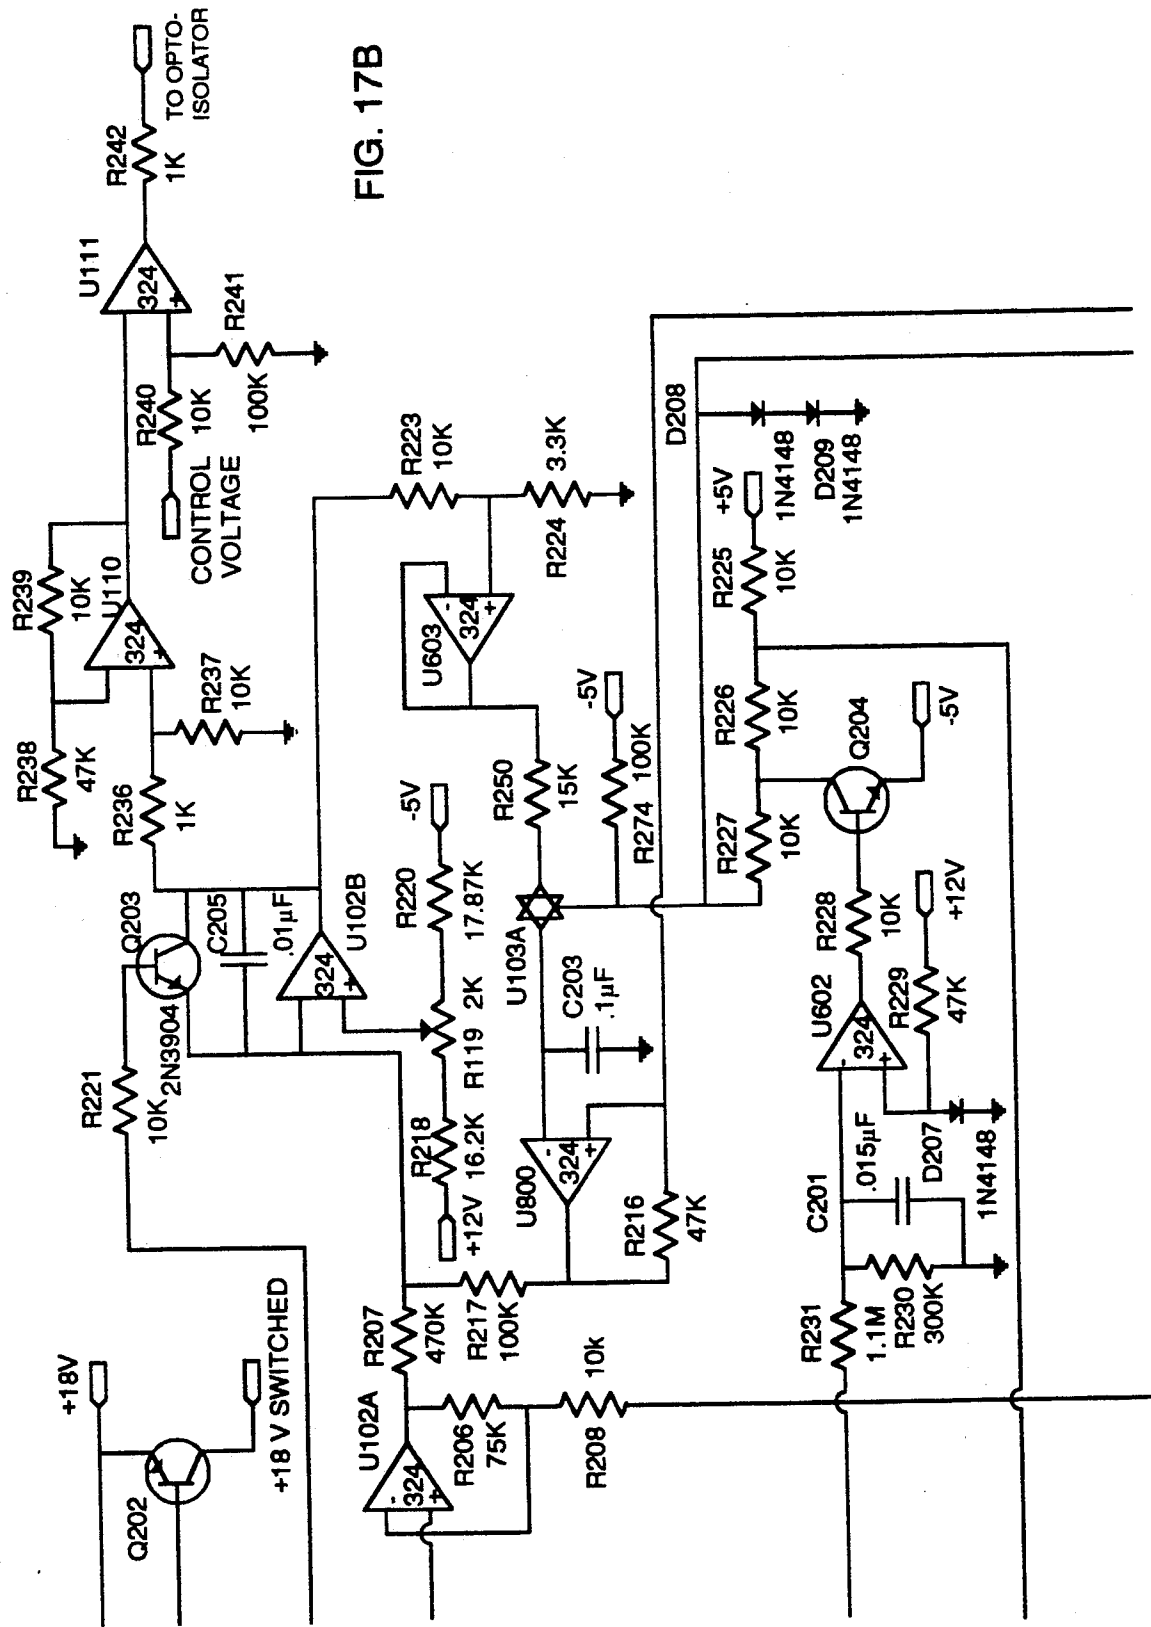 FIG. 17B
+18V
Q202
+18 V SWITCHED
R221
10K
Q203
2N3904
C205
.01µF
R238
47K
R236
1K
R239
10K
U110
324
+
R237
10K
CONTROL
VOLTAGE
R240
10K
R241
100K
U111
324
+
R242
1K
TO OPTO-
ISOLATOR
U102A
-
324
+
R207
470K
R206
75K
R208
10k
R217
100K
U102B
324
+
+12V
R218
16.2K
R119
2K
R220
17.87K
-5V
R223
10K
R224
3.3K
U603
-
324
+
R250
15K
U103A
C203
.1µF
U800
-
324
+
R216
47K
R274
100K
-5V
D208
1N4148
D209
1N4148
+5V
R225
10K
R226
10K
R227
10K
Q204
-5V
R228
10K
U602
-
324
+
R229
47K
+12V
D207
1N4148
C201
.015µF
R231
1.1M
R230
300K